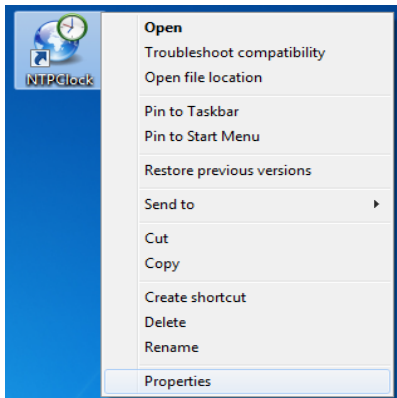 NTPClock
Open
Troubleshoot compatibility
Open file location
Pin to Taskbar
Pin to Start Menu
Restore previous versions
Send to
Cut
Copy
Create shortcut
Delete
Rename
Properties